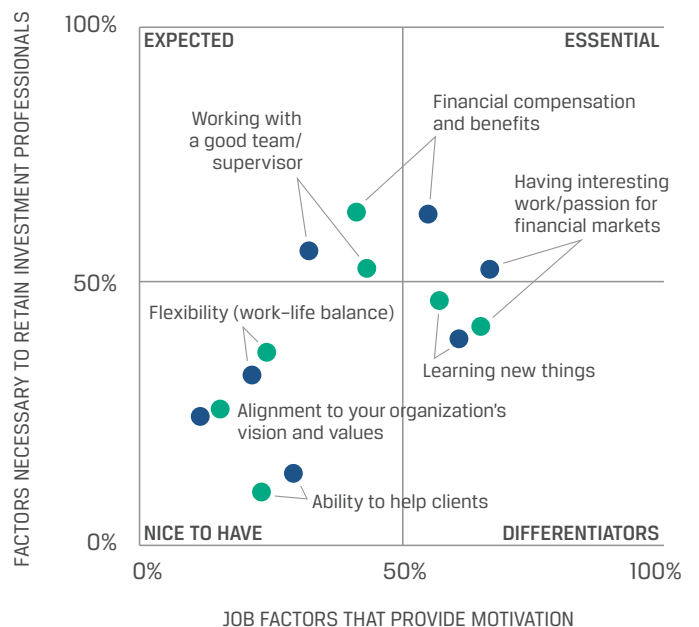 FACTORS NECESSARY TO RETAIN INVESTMENT PROFESSIONALS
100%
EXPECTED
ESSENTIAL
Financial compensation
and benefits
Working with
a good team/
supervisor
Having interesting
work/passion for
financial markets
50%
Flexibility (work–life balance)
Learning new things
Alignment to your organization's
vision and values
Ability to help clients
NICE TO HAVE
DIFFERENTIATORS
0%
0%
50%
100%
JOB FACTORS THAT PROVIDE MOTIVATION